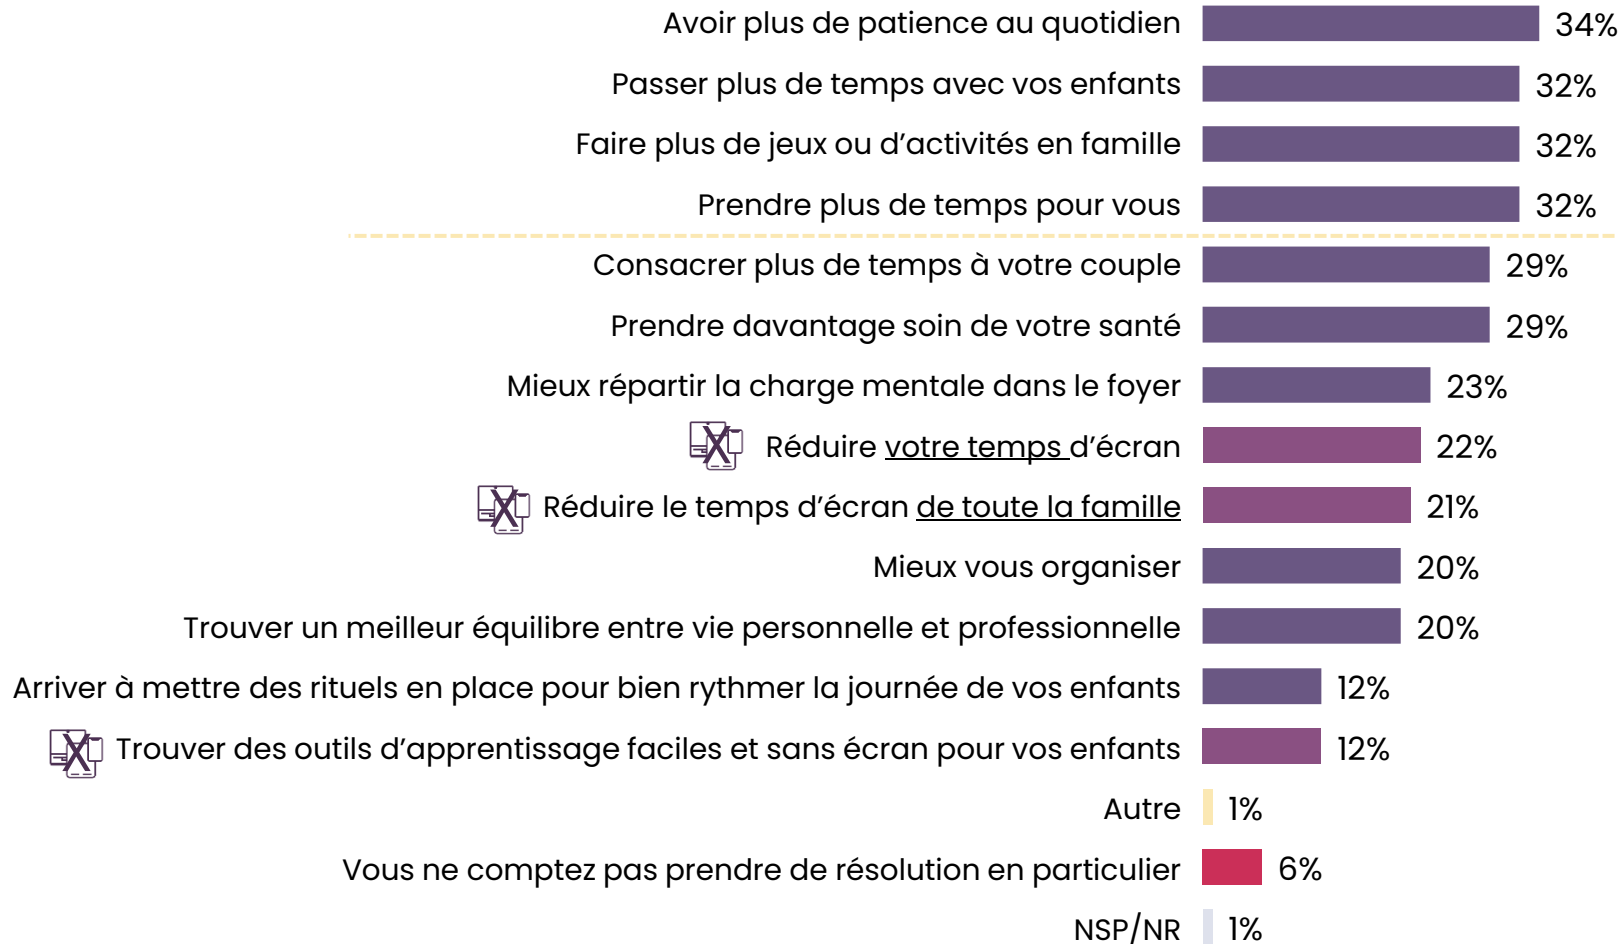 Avoir plus de patience au quotidien 34%
Passer plus de temps avec vos enfants 32%
Faire plus de jeux ou d’activités en famille 32%
Prendre plus de temps pour vous 32%
Consacrer plus de temps à votre couple 29%
Prendre davantage soin de votre santé 29%
Mieux répartir la charge mentale dans le foyer 23%
Réduire votre temps d’écran 22%
Réduire le temps d’écran de toute la famille 21%
Mieux vous organiser 20%
Trouver un meilleur équilibre entre vie personnelle et professionnelle 20%
Arriver à mettre des rituels en place pour bien rythmer la journée de vos enfants 12%
Trouver des outils d’apprentissage faciles et sans écran pour vos enfants 12%
Autre 1%
Vous ne comptez pas prendre de résolution en particulier 6%
NSP/NR 1%